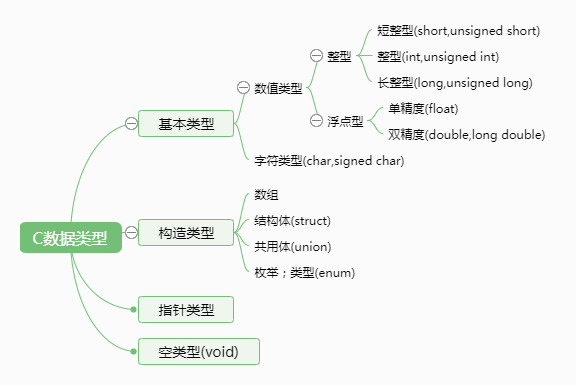 C数据类型
基本类型
数值类型
整型
短整型(short,unsigned short)
整型(int,unsigned int)
长整型(long,unsigned long)
浮点型
单精度(float)
双精度(double,long double)
字符类型(char,signed char)
构造类型
数组
结构体(struct)
共用体(union)
枚举；类型(enum)
指针类型
空类型(void)